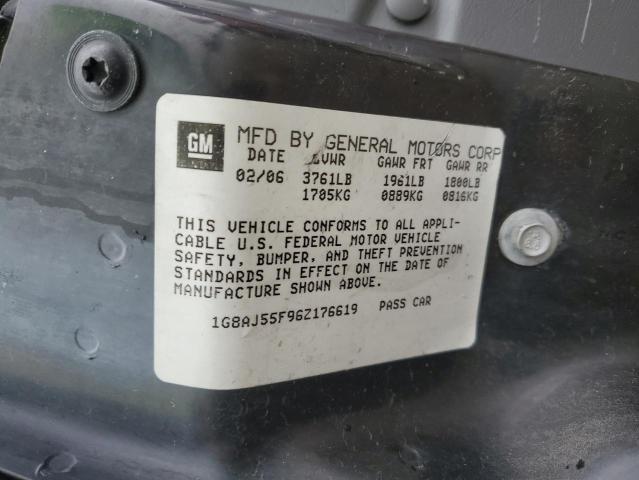 GM MFD BY GENERAL MOTORS CORP
DATE GVWR GAWR FRT GAWR RR
02/06 3761LB 1961LB 1800LB
1705KG 0889KG 0816KG
THIS VEHICLE CONFORMS TO ALL APPLI-
CABLE U.S. FEDERAL MOTOR VEHICLE
SAFETY, BUMPER, AND THEFT PREVENTION
STANDARDS IN EFFECT ON THE DATE OF
MANUFACTURE SHOWN ABOVE.
1G8AJ55F96Z176619 PASS CAR